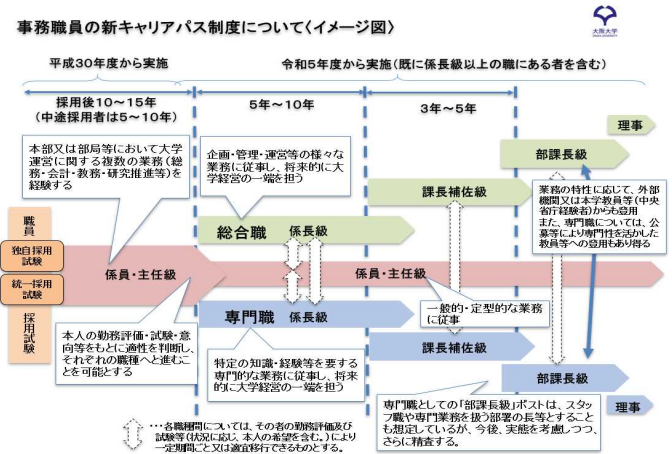 事務職員の新キャリアパス制度について〈イメージ図〉
大阪大学
OSAKA UNIVERSITY
平成30年度から実施
令和5年度から実施(既に係長級以上の職にある者を含む)
採用後10～15年
(中途採用者は5～10年)
5年～10年
3年～5年
理事
部課長級
本部又は部局等において大学
運営に関する複数の業務(総
務・会計・教務・研究推進等)を
経験する
企画・管理・運営等の様々な
業務に従事し、将来的に大
学経営の一端を担う
課長補佐級
業務の特性に応じて、外部
機関又は本学教員等(中央
省庁経験者)からも登用
また、専門職については、公
募等により専門性を活かした
教員等への登用もあり得る
職員
採用試験
独自採用
試験
統一採用
試験
総合職 係長級
係員・主任級
係員・主任級
専門職 係長級
一般的・定型的な業務
に従事
本人の勤務評価・試験・意
向等をもとに適性を判断し、
それぞれの職種へと進むこ
とを可能とする
特定の知識・経験等を要する
専門的な業務に従事し、将来
的に大学経営の一端を担う
課長補佐級
部課長級
理事
専門職としての「部課長級」ポストは、スタッ
フ職や専門業務を扱う部署の長等とすること
も想定しているが、今後、実態を考慮しつつ、
さらに精査する。
･･･各職種間については、その者の勤務評価及び
試験等(状況に応じ、本人の希望を含む。)により
一定期間ごと又は適宜移行できるものとする。